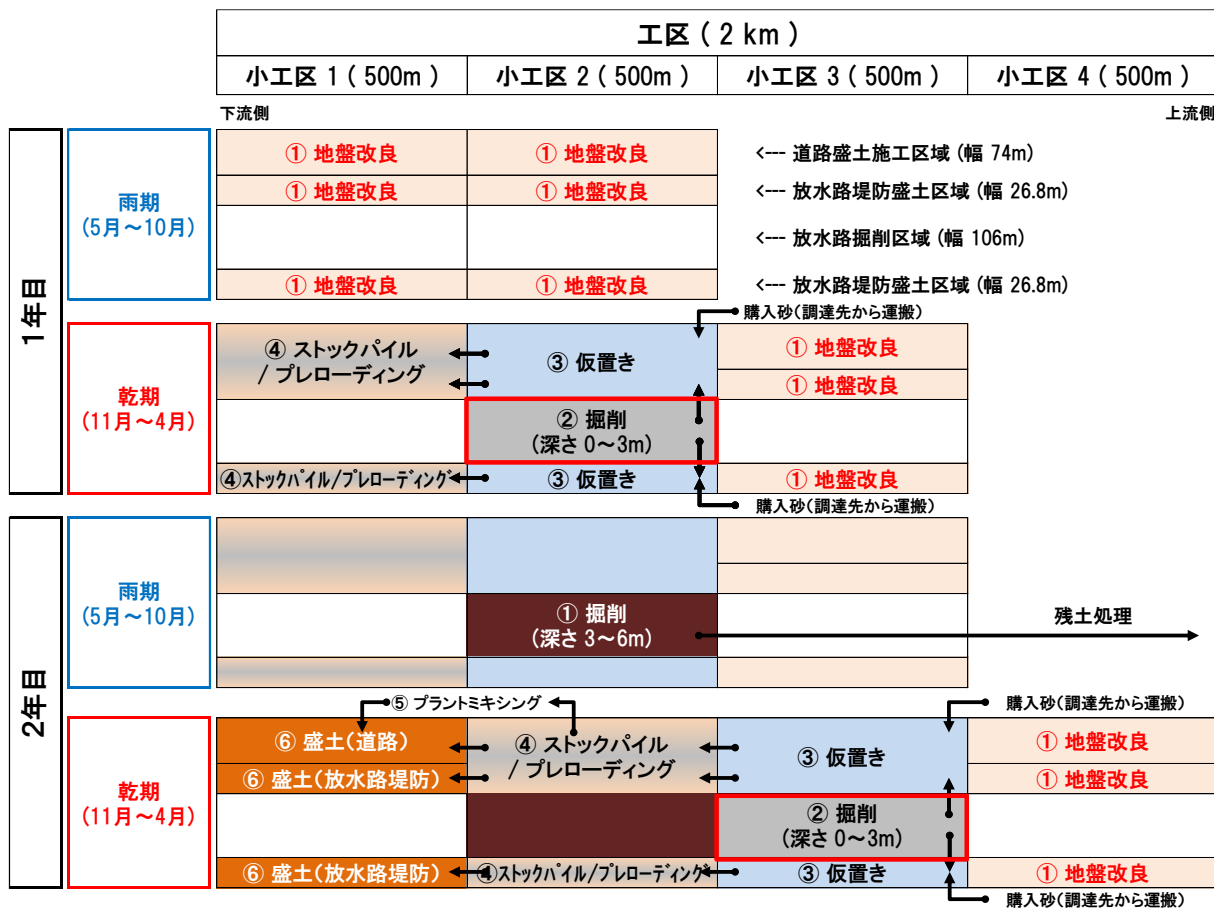 工区 ( 2 km )
小工区 1 ( 500m )
小工区 2 ( 500m )
小工区 3 ( 500m )
小工区 4 ( 500m )
下流側
上流側
1年目
雨期
(5月～10月)
① 地盤改良
① 地盤改良
<--- 道路盛土施工区域 (幅 74m)
① 地盤改良
① 地盤改良
<--- 放水路堤防盛土区域 (幅 26.8m)
<--- 放水路掘削区域 (幅 106m)
① 地盤改良
① 地盤改良
<--- 放水路堤防盛土区域 (幅 26.8m)
購入砂(調達先から運搬)
乾期
(11月～4月)
④ ストックパイル
/ プレローディング
③ 仮置き
① 地盤改良
① 地盤改良
② 掘削
(深さ 0～3m)
④ストックパイル/プレローディング
③ 仮置き
① 地盤改良
購入砂(調達先から運搬)
2年目
雨期
(5月～10月)
① 掘削
(深さ 3～6m)
残土処理
⑤ プラントミキシング
購入砂(調達先から運搬)
乾期
(11月～4月)
⑥ 盛土(道路)
④ ストックパイル
/ プレローディング
③ 仮置き
① 地盤改良
⑥ 盛土(放水路堤防)
① 地盤改良
② 掘削
(深さ 0～3m)
⑥ 盛土(放水路堤防)
④ストックパイル/プレローディング
③ 仮置き
① 地盤改良
購入砂(調達先から運搬)